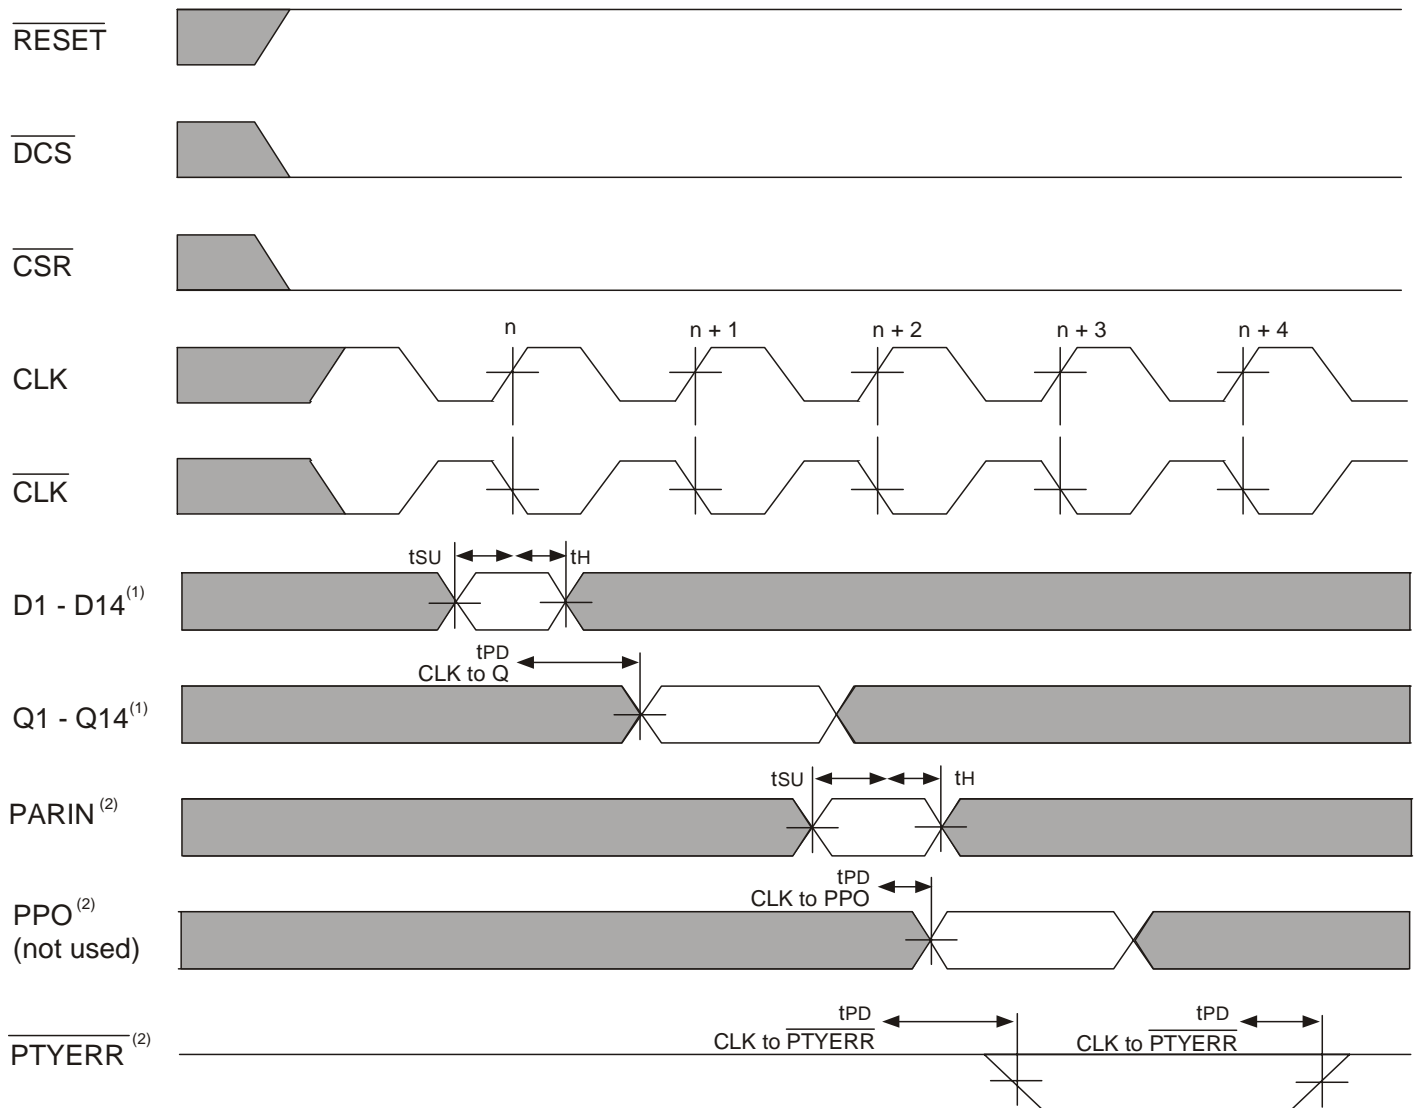 RESET
DCS
CSR
n
n + 1
n + 2
n + 3
n + 4
CLK
CLK
tSU
tH
D1 - D14(1)
tPD
CLK to Q
Q1 - Q14(1)
tSU
tH
PARIN(2)
tPD
CLK to PPO
PPO(2)
(not used)
tPD
CLK to PTYERR
tPD
CLK to PTYERR
PTYERR(2)